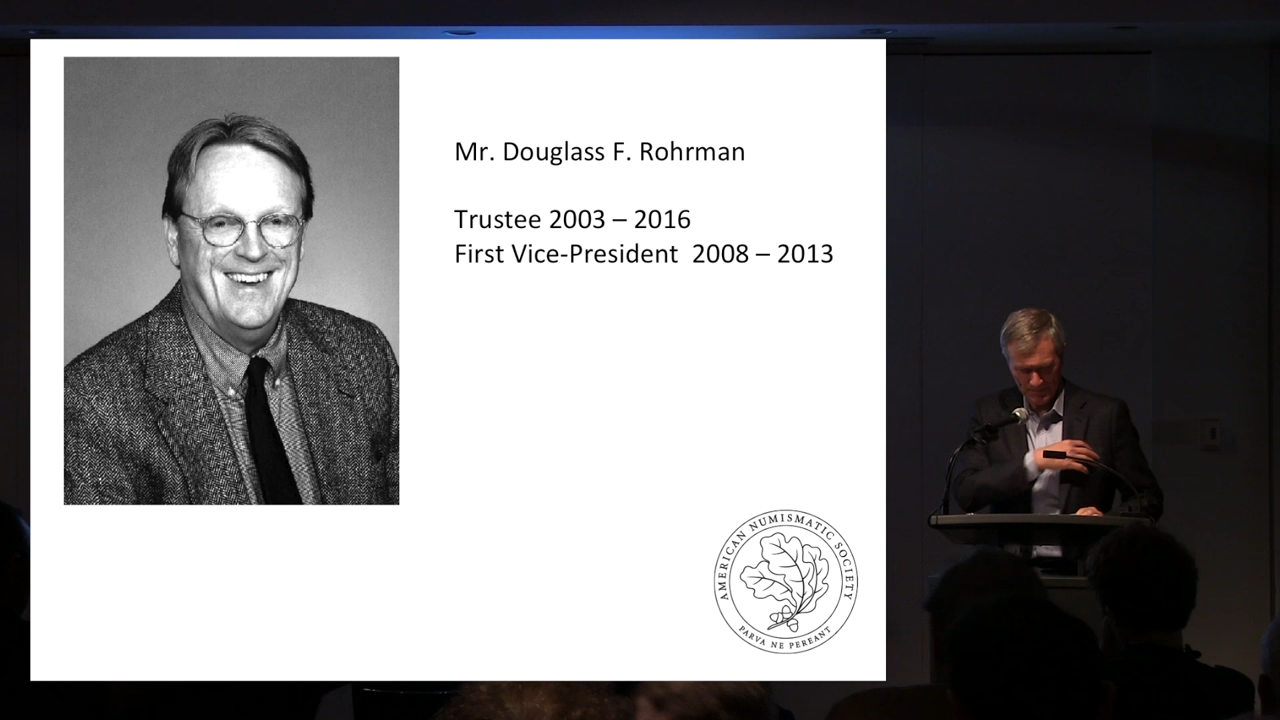 Mr. Douglass F. Rohrman
Trustee 2003 – 2016
First Vice-President 2008 – 2013
AMERICAN NUMISMATIC SOCIETY
PARVA NE PEREANT